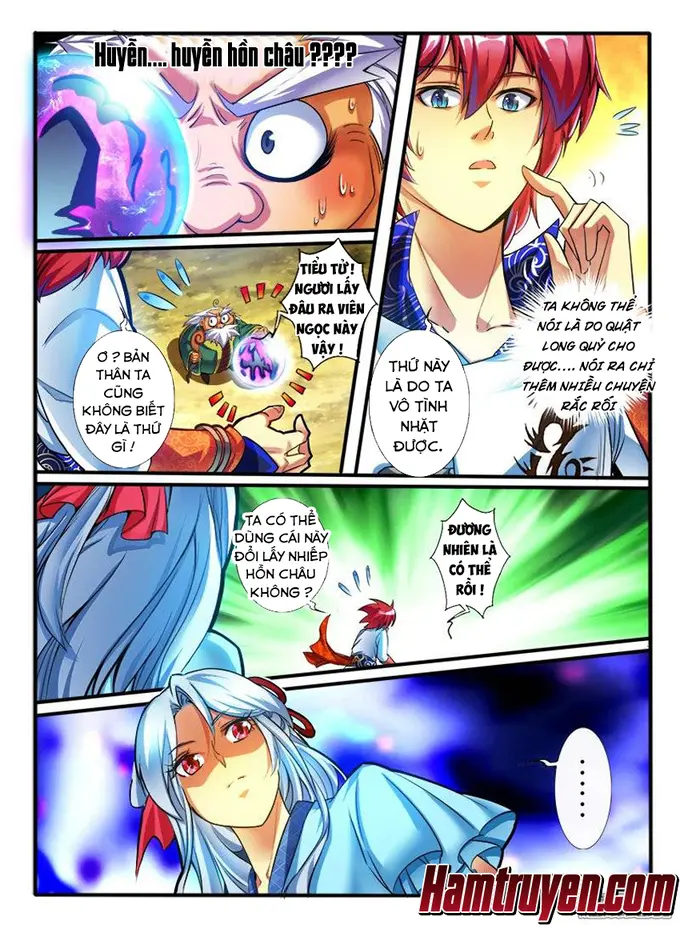 Huyễn.... huyễn hồn châu ????
TIỂU TỬ!
NGƯƠI LẤY
ĐÂU RA VIÊN
NGỌC NÀY
VẬY !
Ơ ? BẢN
THÂN TA
CŨNG
KHÔNG BIẾT
ĐÂY LÀ THỨ
GÌ !
TA KHÔNG THỂ
NÓI LÀ DO QUẬT
LONG QUỶ CHO
ĐƯỢC.... NÓI RA CHỈ
THÊM NHIỀU CHUYỆN
RẮC RỐI
THỨ NÀY
LÀ DO TA
VÔ TÌNH
NHẶT
ĐƯỢC.
TA CÓ THỂ
DÙNG CÁI NÀY
ĐỔI LẤY NHIẾP
HỒN CHÂU
KHÔNG ?
ĐƯƠNG
NHIÊN LÀ
CÓ THỂ
RỒI !
......
Hamtruyen.com